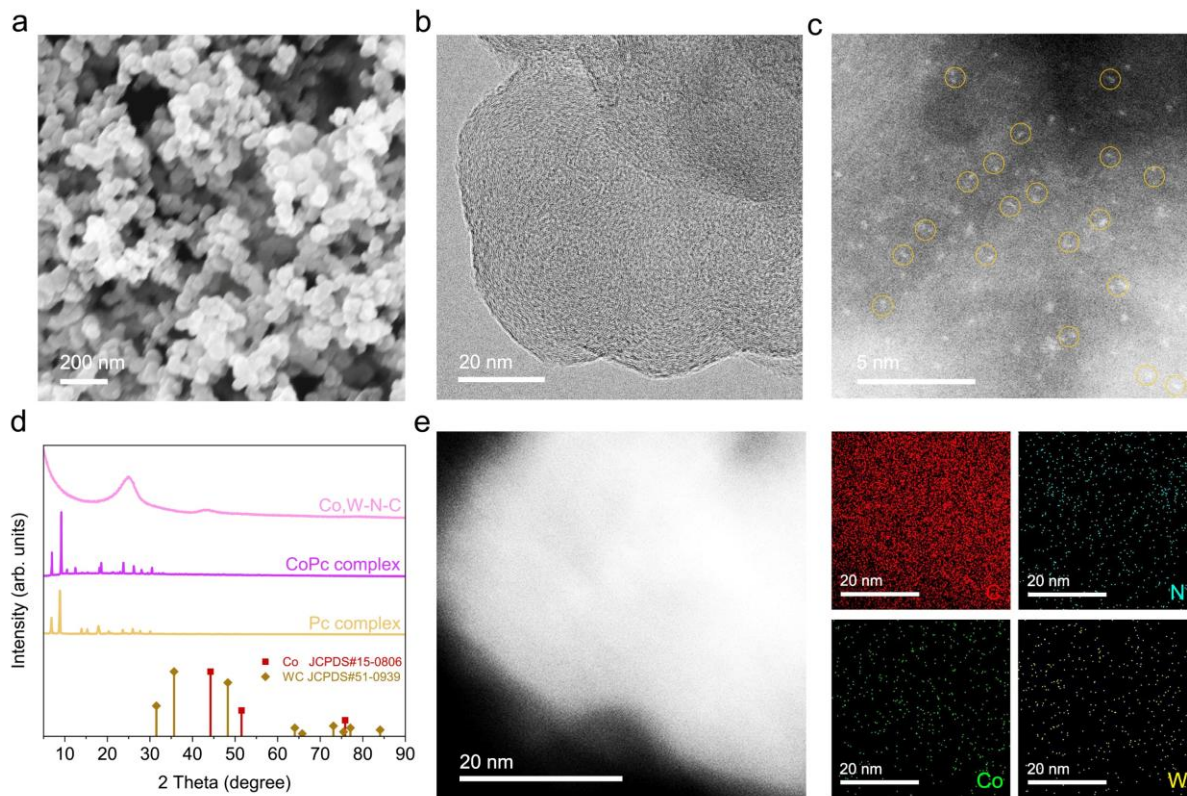 a
b
c
200 nm
20 nm
5 nm
d
e
Intensity (arb. units)
Co,W-N-C
CoPc complex
Pc complex
Co JCPDS#15-0806
WC JCPDS#51-0939
10 20 30 40 50 60 70 80 90
2 Theta (degree)
20 nm
20 nm
C
20 nm
N
20 nm
Co
20 nm
W